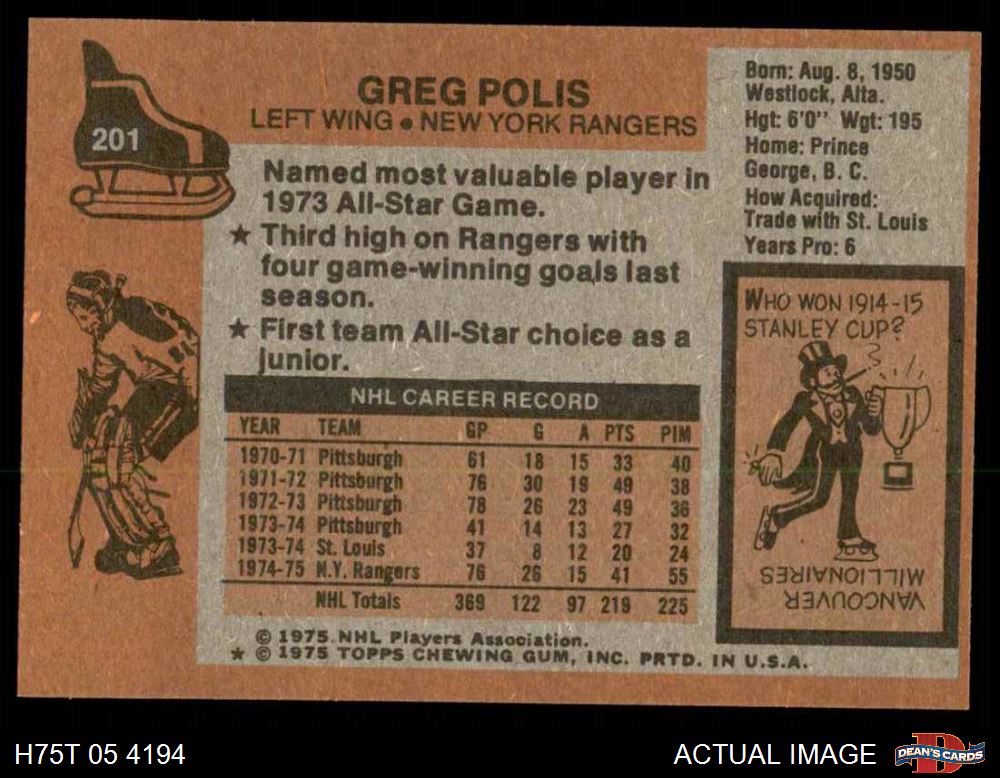 201
GREG POLIS
LEFT WING • NEW YORK RANGERS
Named most valuable player in
1973 All-Star Game.
★ Third high on Rangers with
four game-winning goals last
season.
★ First team All-Star choice as a
junior.
NHL CAREER RECORD
YEAR TEAM GP G A PTS PIM
1970-71 Pittsburgh 61 18 15 33 40
1971-72 Pittsburgh 76 30 19 49 38
1972-73 Pittsburgh 78 26 23 49 36
1973-74 Pittsburgh 41 14 13 27 32
1973-74 St. Louis 37 8 12 20 24
1974-75 N.Y. Rangers 76 26 15 41 55
NHL Totals 369 122 97 219 225
© 1975 NHL Players Association.
★ © 1975 TOPPS CHEWING GUM, INC. PRTD. IN U.S.A.
Born: Aug. 8, 1950
Westlock, Alta.
Hgt: 6'0" Wgt: 195
Home: Prince
George, B. C.
How Acquired:
Trade with St. Louis
Years Pro: 6
WHO WON 1914-15
STANLEY CUP?
VANCOUVER
MILLIONAIRES
H75T 05 4194
ACTUAL IMAGE
D
DEAN'S CARDS